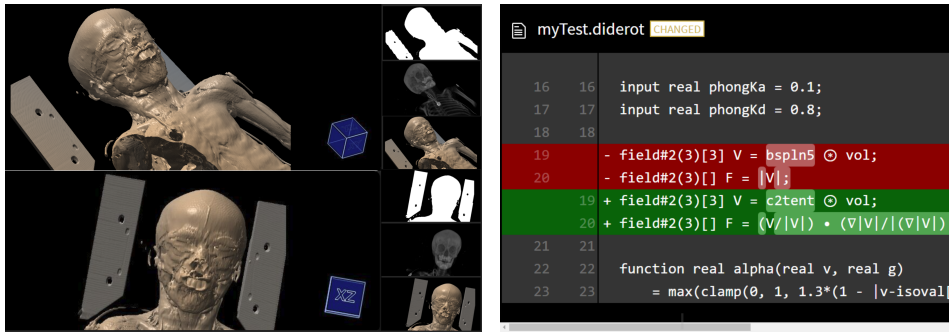 XZ
myTest.diderot CHANGED
16 16 input real phongKa = 0.1;
17 17 input real phongKd = 0.8;
18 18
19 - field#2(3)[3] V = bspln5 ⊛ vol;
20 - field#2(3)[] F = |V|;
19 + field#2(3)[3] V = c2tent ⊛ vol;
20 + field#2(3)[] F = (V/|V|) • (∇|V|/|∇|V|)
21 21
22 22 function real alpha(real v, real g)
23 23 = max(clamp(0, 1, 1.3*(1 - |v-isoval|